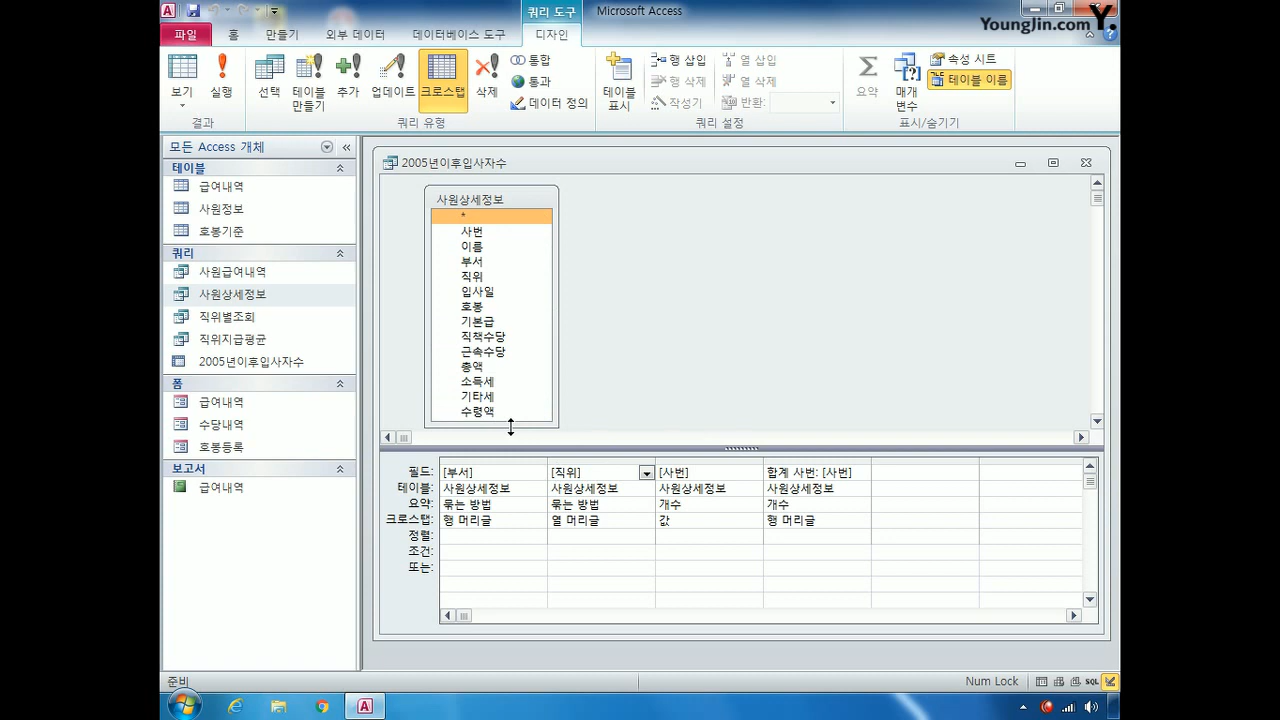 쿼리 도구
Microsoft Access
YoungJin.com Y.
파일
홈
만들기
외부 데이터
데이터베이스 도구
디자인
보기
실행
결과
선택
테이블
만들기
추가
업데이트
크로스탭
삭제
통합
통과
데이터 정의
쿼리 유형
테이블
표시
행 삽입
행 삭제
작성기
열 삽입
열 삭제
반환:
쿼리 설정
요약
매개
변수
속성 시트
테이블 이름
표시/숨기기
모든 Access 개체
테이블
급여내역
사원정보
호봉기준
쿼리
사원급여내역
사원상세정보
직위별조회
직위지급평균
2005년이후입사자수
폼
급여내역
수당내역
호봉등록
보고서
급여내역
2005년이후입사자수
사원상세정보
*
사번
이름
부서
직위
입사일
호봉
기본급
직책수당
근속수당
총액
소득세
기타세
수령액
필드: [부서] [직위] [사번] 합계 사번: [사번]
테이블: 사원상세정보 사원상세정보 사원상세정보 사원상세정보
요약: 묶는 방법 묶는 방법 개수 개수
크로스탭: 행 머리글 열 머리글 값 행 머리글
정렬:
조건:
또는:
준비
Num Lock
SQL